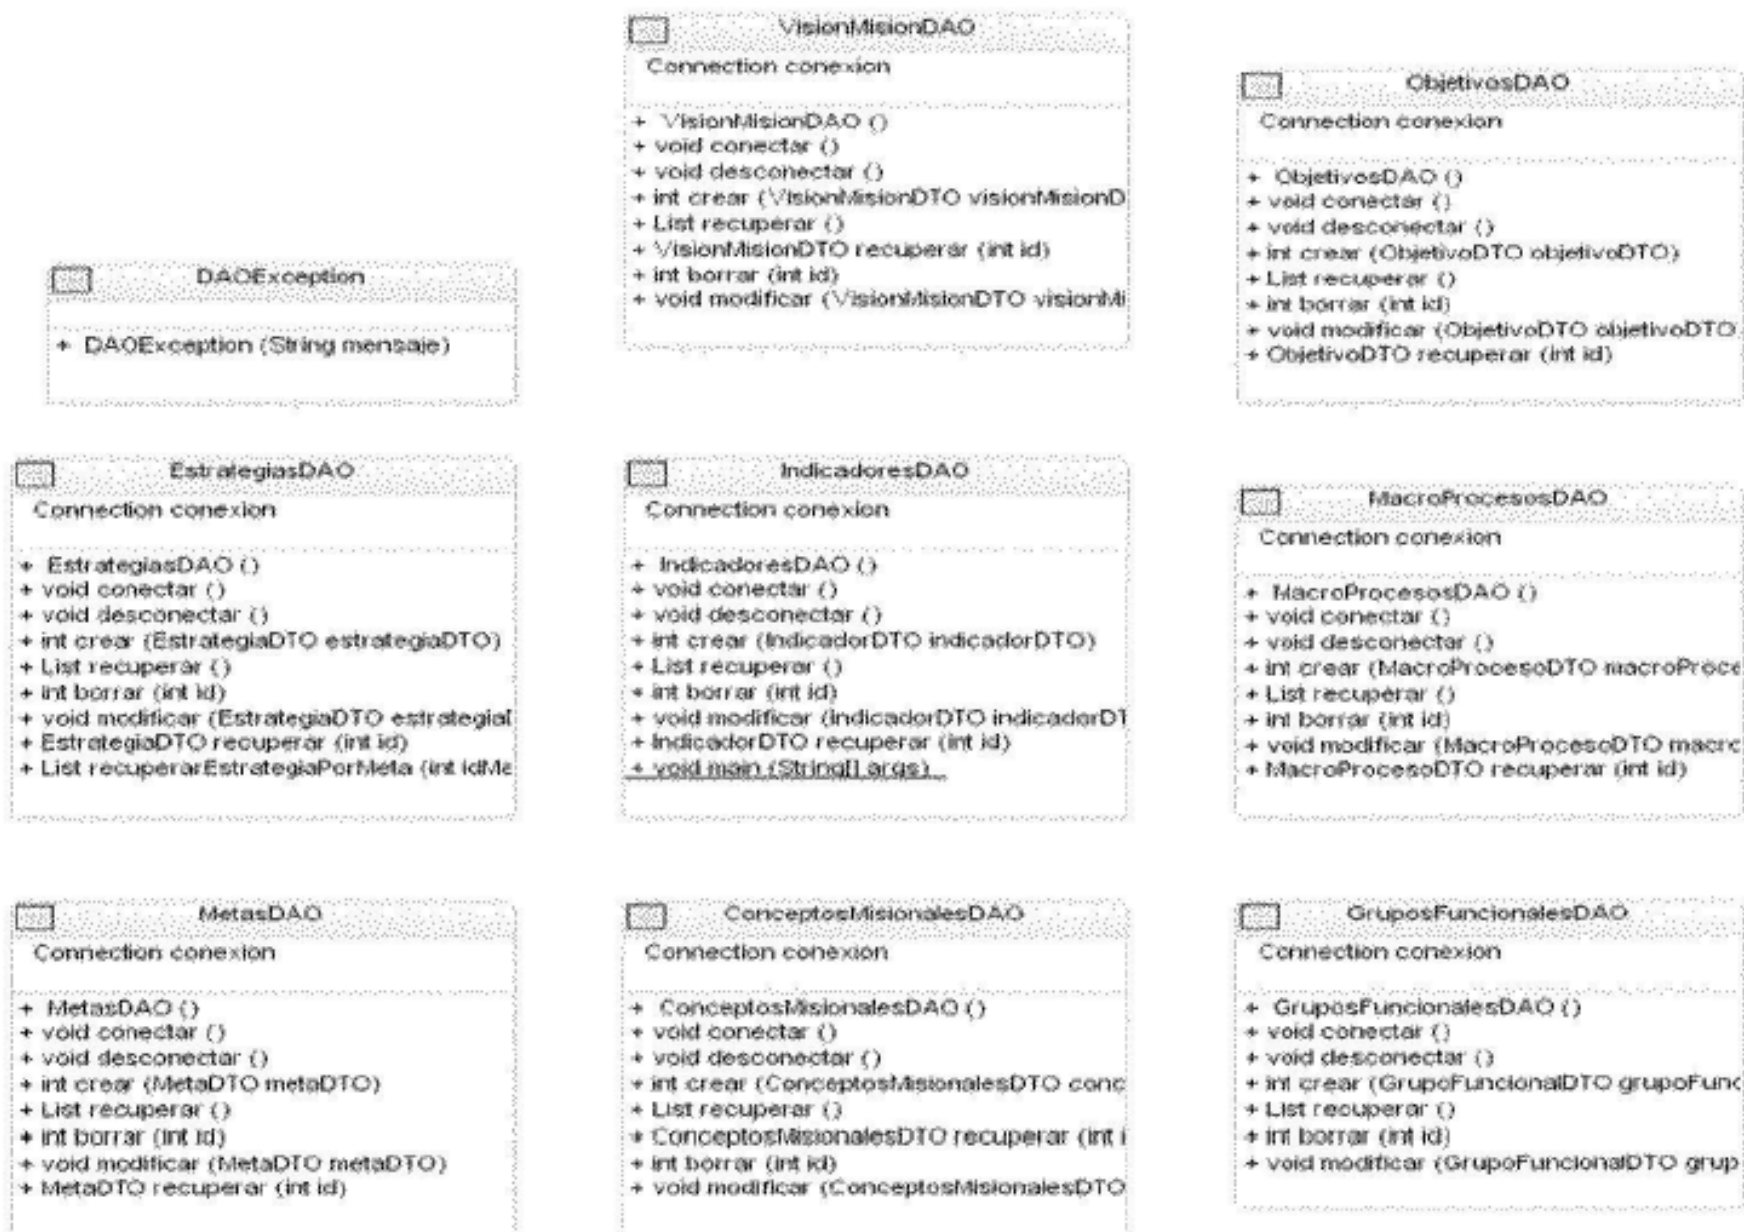 VisionMisionDAO
Connection conexion
+ VisionMisionDAO ()
+ void conectar ()
+ void desconectar ()
+ int crear (VisionMisionDTO visionMisionD
+ List recuperar ()
+ VisionMisionDTO recuperar (int id)
+ int borrar (int id)
+ void modificar (VisionMisionDTO visionMi
ObjetivosDAO
Connection conexion
+ ObjetivosDAO ()
+ void conectar ()
+ void desconectar ()
+ int crear (ObjetivoDTO objetivoDTO)
+ List recuperar ()
+ int borrar (int id)
+ void modificar (ObjetivoDTO objetivoDTO
+ ObjetivoDTO recuperar (int id)
DAOException
+ DAOException (String mensaje)
EstrategiasDAO
Connection conexion
+ EstrategiasDAO ()
+ void conectar ()
+ void desconectar ()
+ int crear (EstrategiaDTO estrategiaDTO)
+ List recuperar ()
+ int borrar (int id)
+ void modificar (EstrategiaDTO estrategiaD
+ EstrategiaDTO recuperar (int id)
+ List recuperarEstrategiaPorMeta (int idMe
IndicadoresDAO
Connection conexion
+ IndicadoresDAO ()
+ void conectar ()
+ void desconectar ()
+ int crear (IndicadorDTO indicadorDTO)
+ List recuperar ()
+ int borrar (int id)
+ void modificar (IndicadorDTO indicadorDT
+ IndicadorDTO recuperar (int id)
+ void main (String[] args)
MacroProcesosDAO
Connection conexion
+ MacroProcesosDAO ()
+ void conectar ()
+ void desconectar ()
+ int crear (MacroProcesoDTO macroProce
+ List recuperar ()
+ int borrar (int id)
+ void modificar (MacroProcesoDTO macro
+ MacroProcesoDTO recuperar (int id)
MetasDAO
Connection conexion
+ MetasDAO ()
+ void conectar ()
+ void desconectar ()
+ int crear (MetaDTO metaDTO)
+ List recuperar ()
+ int borrar (int id)
+ void modificar (MetaDTO metaDTO)
+ MetaDTO recuperar (int id)
ConceptosMisionalesDAO
Connection conexion
+ ConceptosMisionalesDAO ()
+ void conectar ()
+ void desconectar ()
+ int crear (ConceptosMisionalesDTO conc
+ List recuperar ()
+ ConceptosMisionalesDTO recuperar (int i
+ int borrar (int id)
+ void modificar (ConceptosMisionalesDTO
GruposFuncionalesDAO
Connection conexion
+ GruposFuncionalesDAO ()
+ void conectar ()
+ void desconectar ()
+ int crear (GrupoFuncionalDTO grupoFunc
+ List recuperar ()
+ int borrar (int id)
+ void modificar (GrupoFuncionalDTO grup